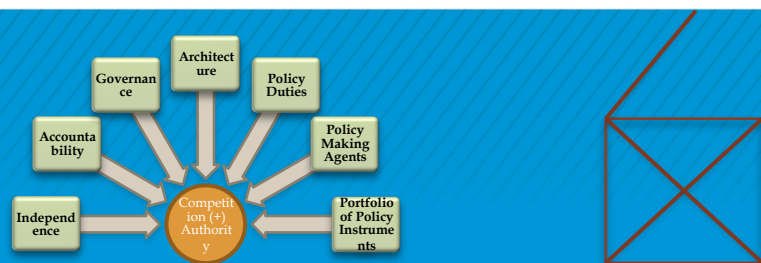 Architect
ure
Governan
ce
Policy
Duties
Accounta
bility
Policy
Making
Agents
Independ
ence
Competit
ion (+)
Authorit
y
Portfolio
of Policy
Instrume
nts